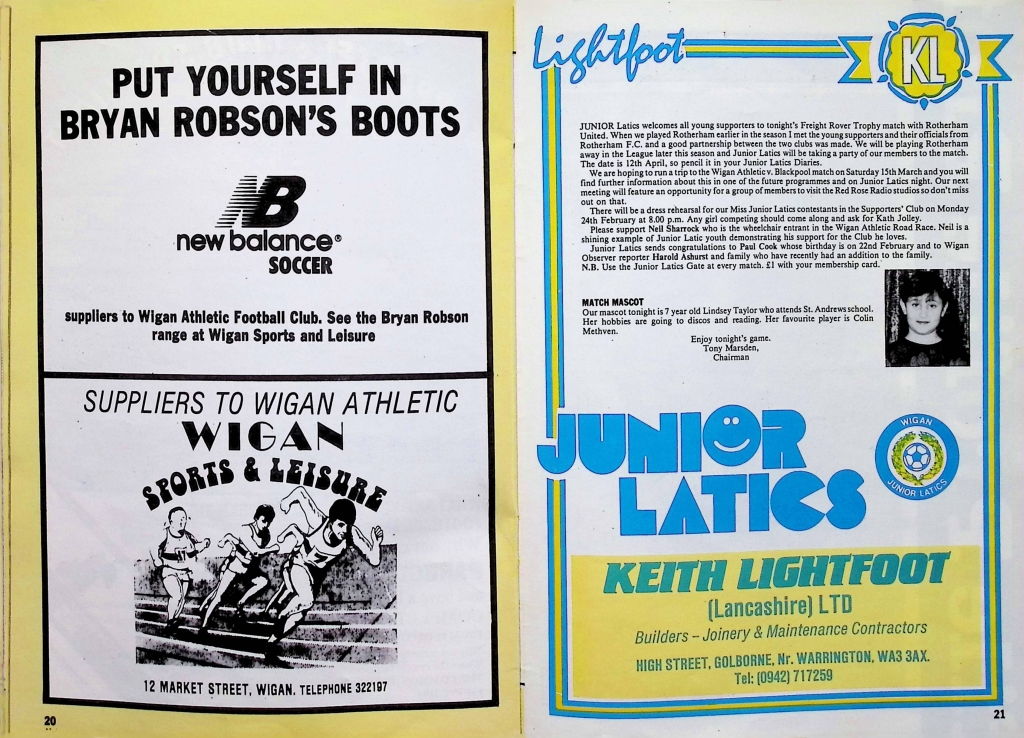 PUT YOURSELF IN
BRYAN ROBSON'S BOOTS
NB
new balance®
SOCCER
suppliers to Wigan Athletic Football Club. See the Bryan Robson
range at Wigan Sports and Leisure
SUPPLIERS TO WIGAN ATHLETIC
WIGAN
SPORTS & LEISURE
12 MARKET STREET, WIGAN, TELEPHONE 322197
20
Lightfoot
KL
JUNIOR Latics welcomes all young supporters to tonight's Freight Rover Trophy match with Rotherham
United. When we played Rotherham earlier in the season I met the young supporters and their officials from
Rotherham F.C. and a good partnership between the two clubs was made. We will be playing Rotherham
away in the League later this season and Junior Latics will be taking a party of our members to the match.
The date is 12th April, so pencil it in your Junior Latics Diaries.
We are hoping to run a trip to the Wigan Athletic v. Blackpool match on Saturday 15th March and you will
find further information about this in one of the future programmes and on Junior Latics night. Our next
meeting will feature an opportunity for a group of members to visit the Red Rose Radio studios so don't miss
out on that.
There will be a dress rehearsal for our Miss Junior Latics contestants in the Supporters' Club on Monday
24th February at 8.00 p.m. Any girl competing should come along and ask for Kath Jolley.
Please support Neil Sharrock who is the wheelchair entrant in the Wigan Athletic Road Race. Neil is a
shining example of Junior Latic youth demonstrating his support for the Club he loves.
Junior Latics sends congratulations to Paul Cook whose birthday is on 22nd February and to Wigan
Observer reporter Harold Ashurst and family who have recently had an addition to the family.
N.B. Use the Junior Latics Gate at every match. £1 with your membership card.
MATCH MASCOT
Our mascot tonight is 7 year old Lindsey Taylor who attends St. Andrews school.
Her hobbies are going to discos and reading. Her favourite player is Colin
Methven.
Enjoy tonight's game.
Tony Marsden,
Chairman
JUNIOR
LATICS
WIGAN
JUNIOR LATICS
KEITH LIGHTFOOT
(Lancashire) LTD
Builders – Joinery & Maintenance Contractors
HIGH STREET, GOLBORNE, Nr. WARRINGTON, WA3 3AX.
Tel: (0942) 717259
21